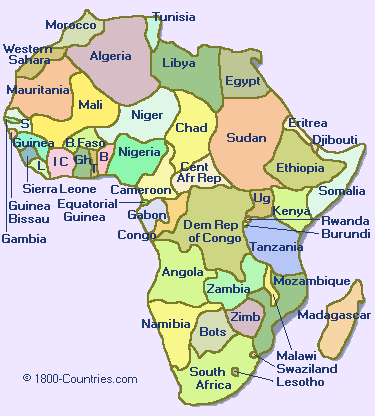 Tunisia
Morocco
Algeria
Western
Sahara
Libya
Egypt
Mauritania
Mali
Niger
Chad
Sudan
Eritrea
Djibouti
S
Guinea
B.Faso
I C
Gh
T
B
L
Nigeria
Ethiopia
Sierra Leone
Cameroon
Cent
Afr Rep
Somalia
Guinea
Bissau
Equatorial
Guinea
Gabon
Ug
Kenya
Gambia
Congo
Dem Rep
of Congo
Rwanda
Burundi
Tanzania
Angola
Zambia
Mozambique
Namibia
Bots
Zimb
Madagascar
Malawi
Swaziland
Lesotho
South
Africa
© 1800-Countries.com